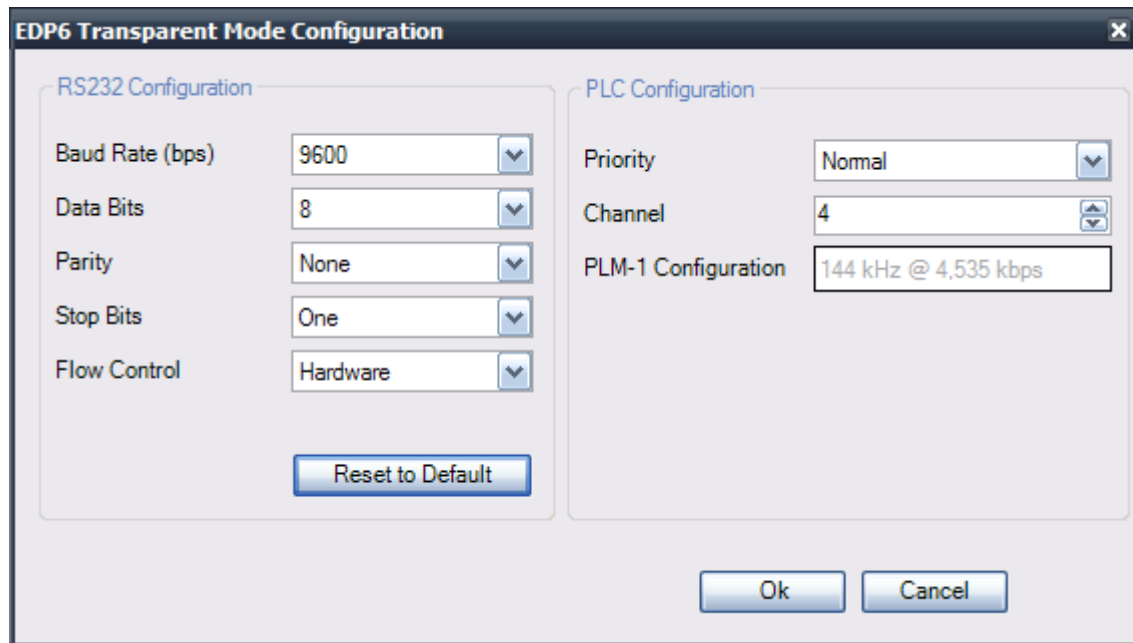 EDP6 Transparent Mode Configuration
RS232 Configuration
Baud Rate (bps) 9600
Data Bits 8
Parity None
Stop Bits One
Flow Control Hardware
Reset to Default
PLC Configuration
Priority Normal
Channel 4
PLM-1 Configuration 144 kHz @ 4,535 kbps
Ok Cancel